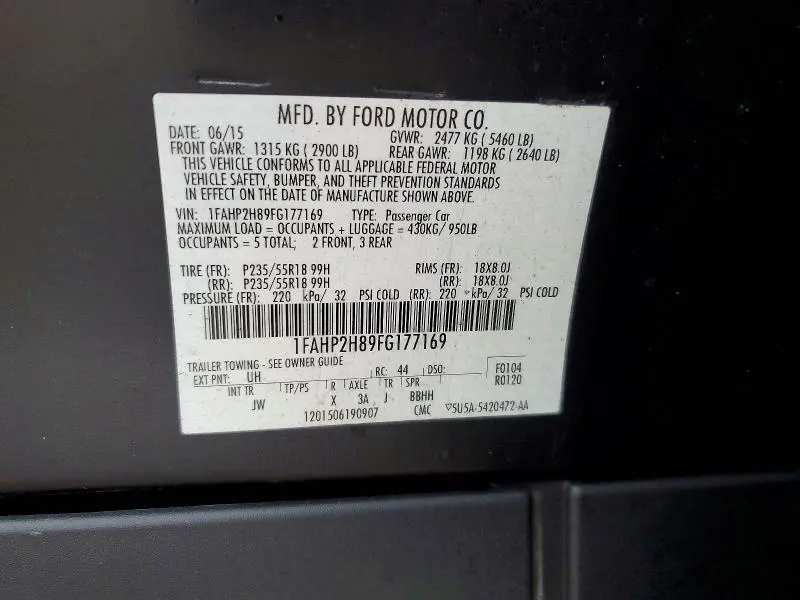 MFD. BY FORD MOTOR CO.
DATE: 06/15 GVWR: 2477 KG ( 5460 LB)
FRONT GAWR: 1315 KG ( 2900 LB) REAR GAWR: 1198 KG ( 2640 LB)
THIS VEHICLE CONFORMS TO ALL APPLICABLE FEDERAL MOTOR
VEHICLE SAFETY, BUMPER, AND THEFT PREVENTION STANDARDS
IN EFFECT ON THE DATE OF MANUFACTURE SHOWN ABOVE.
VIN: 1FAHP2H89FG177169 TYPE: Passenger Car
MAXIMUM LOAD = OCCUPANTS + LUGGAGE = 430KG/ 950LB
OCCUPANTS = 5 TOTAL; 2 FRONT, 3 REAR
TIRE (FR): P235/55R18 99H RIMS (FR): 18X8.0J
(RR): P235/55R18 99H (RR): 18X8.0J
PRESSURE (FR): 220 kPa/ 32 PSI COLD (RR): 220 kPa/ 32 PSI COLD
1FAHP2H89FG177169
TRAILER TOWING - SEE OWNER GUIDE
EXT PNT: UH RC: 44 DSO: F0104
INT TR TP/PS R AXLE TR SPR R0120
JW X 3A J BBHH
1201506190907 CMC ▽5U5A-5420472-AA